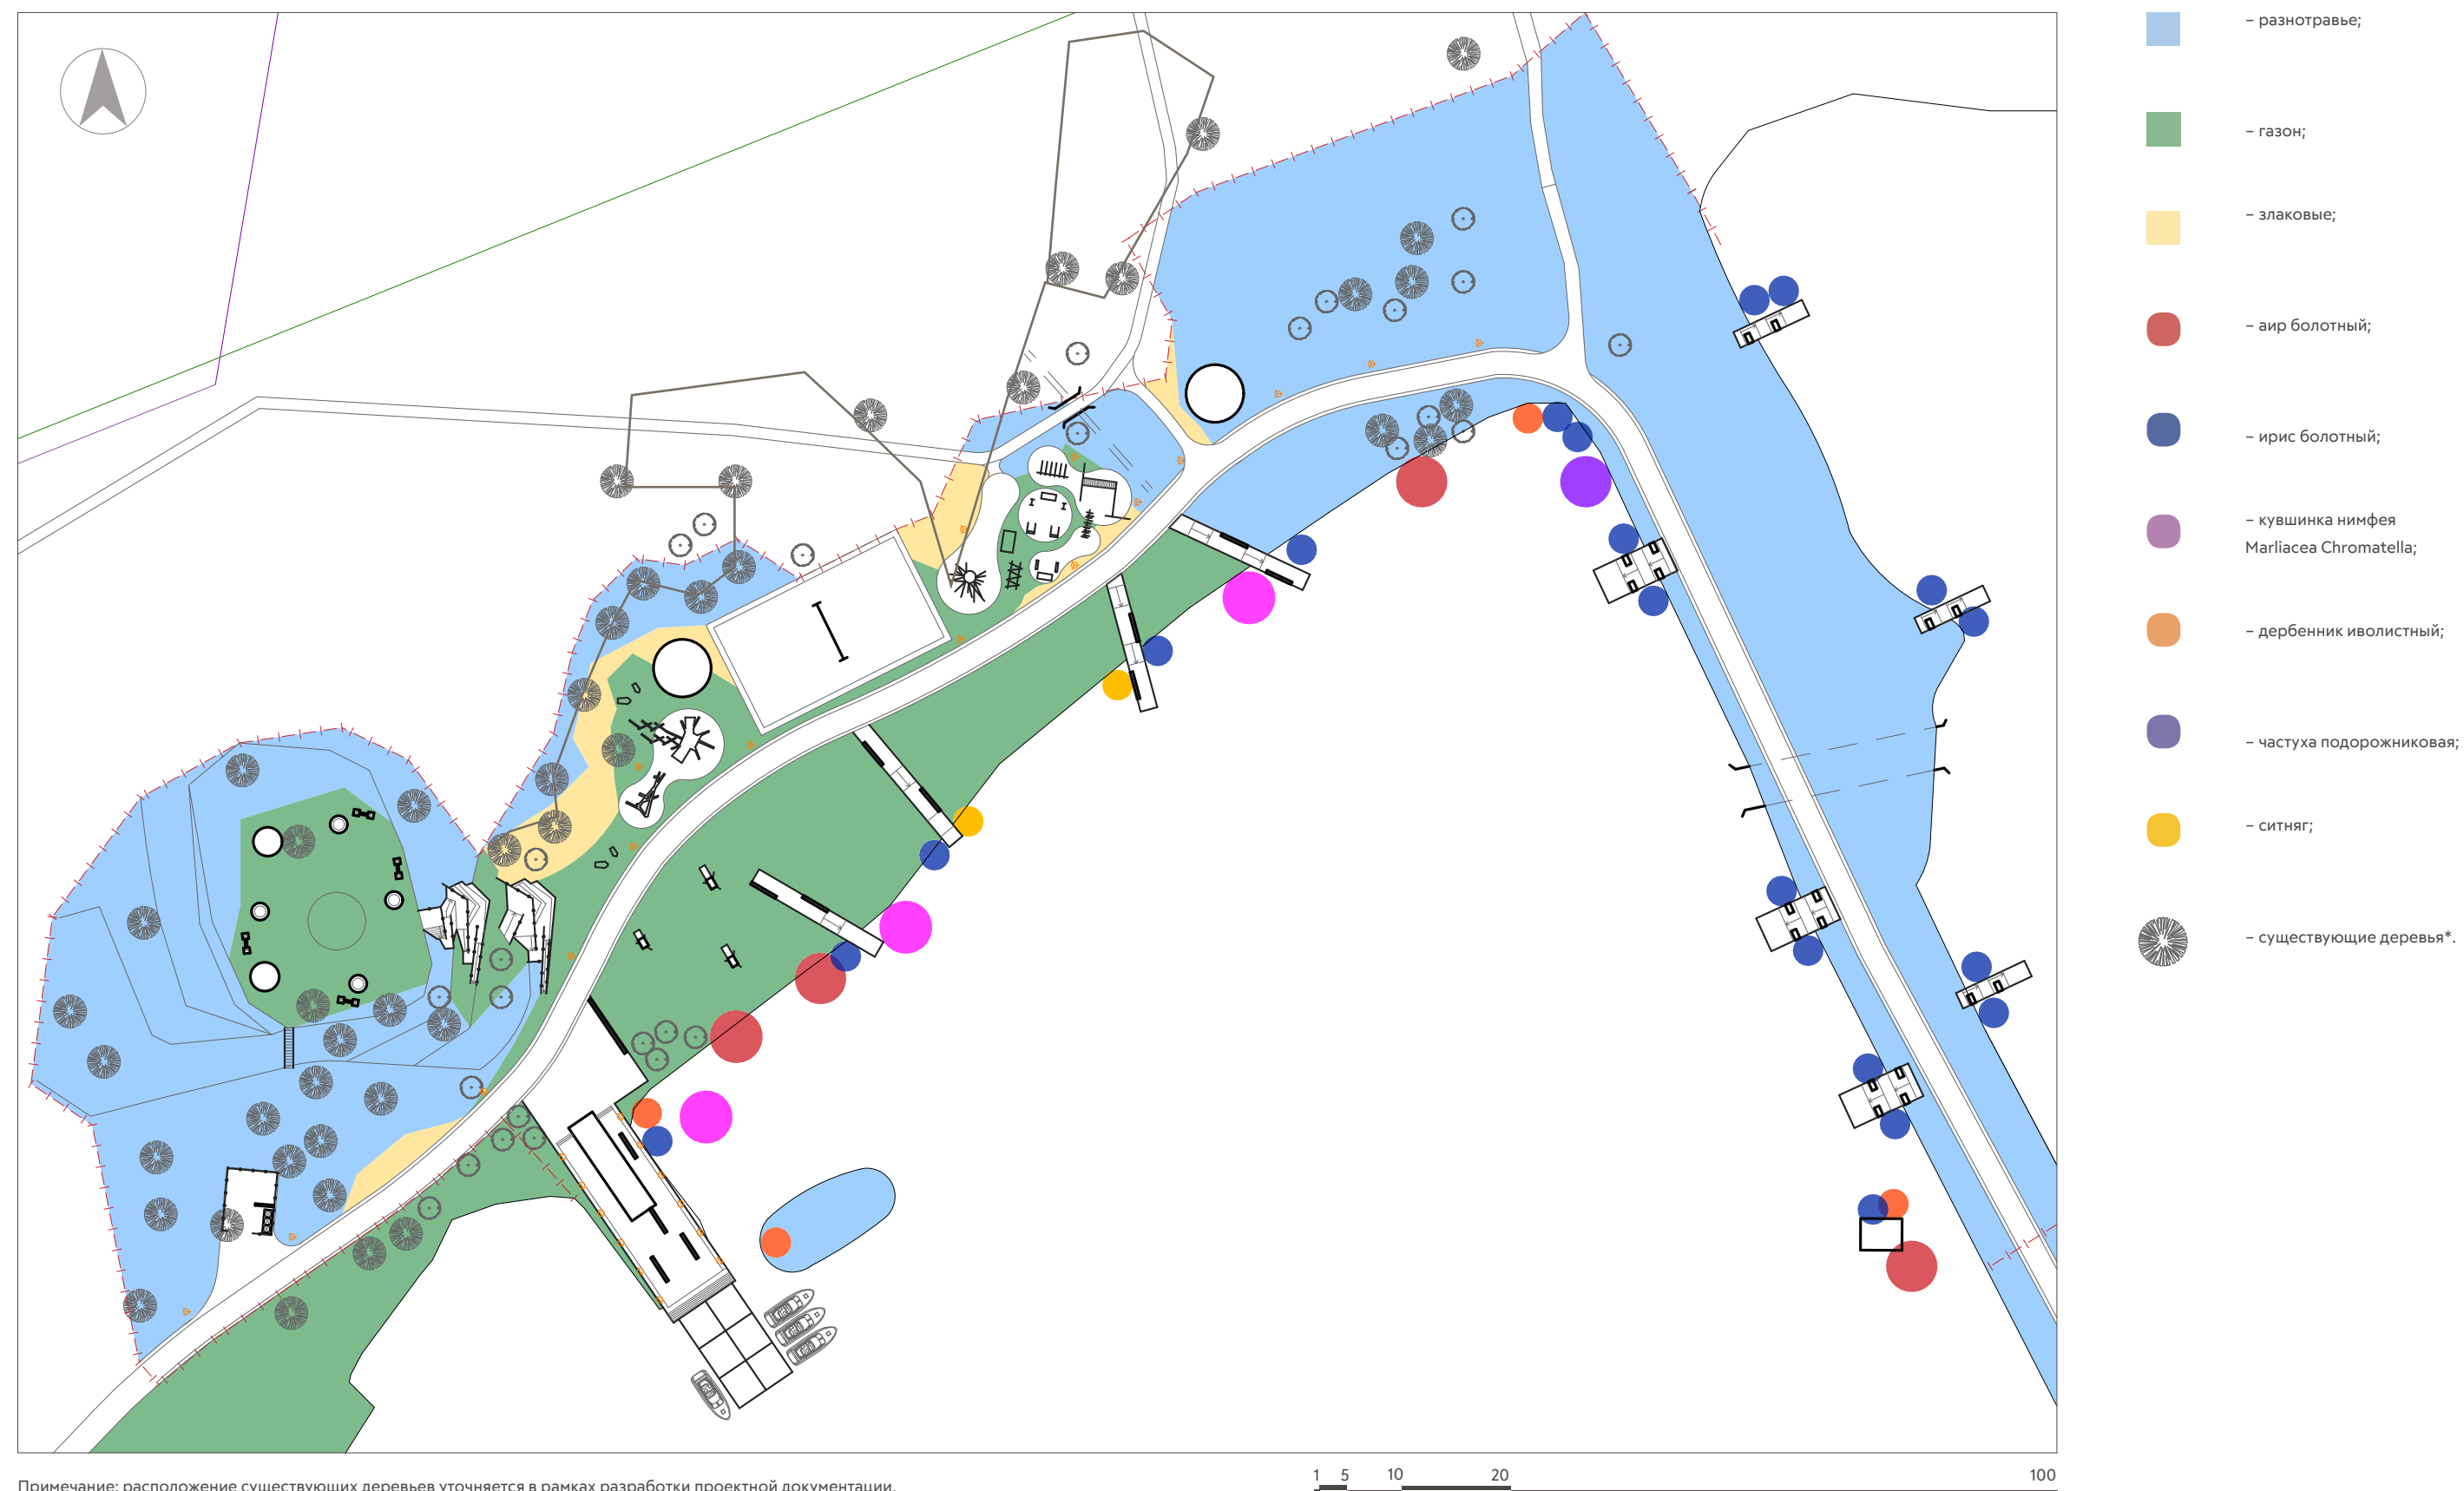 – разнотравье;
– газон;
– злаковые;
– аир болотный;
– ирис болотный;
– кувшинка нимфея
Marliacea Chromatella;
– дербенник иволистный;
– частуха подорожниковая;
– ситняг;
– существующие деревья*.
Примечание: расположение существующих деревьев уточняется в рамках разработки проектной документации.
1 5 10 20 100